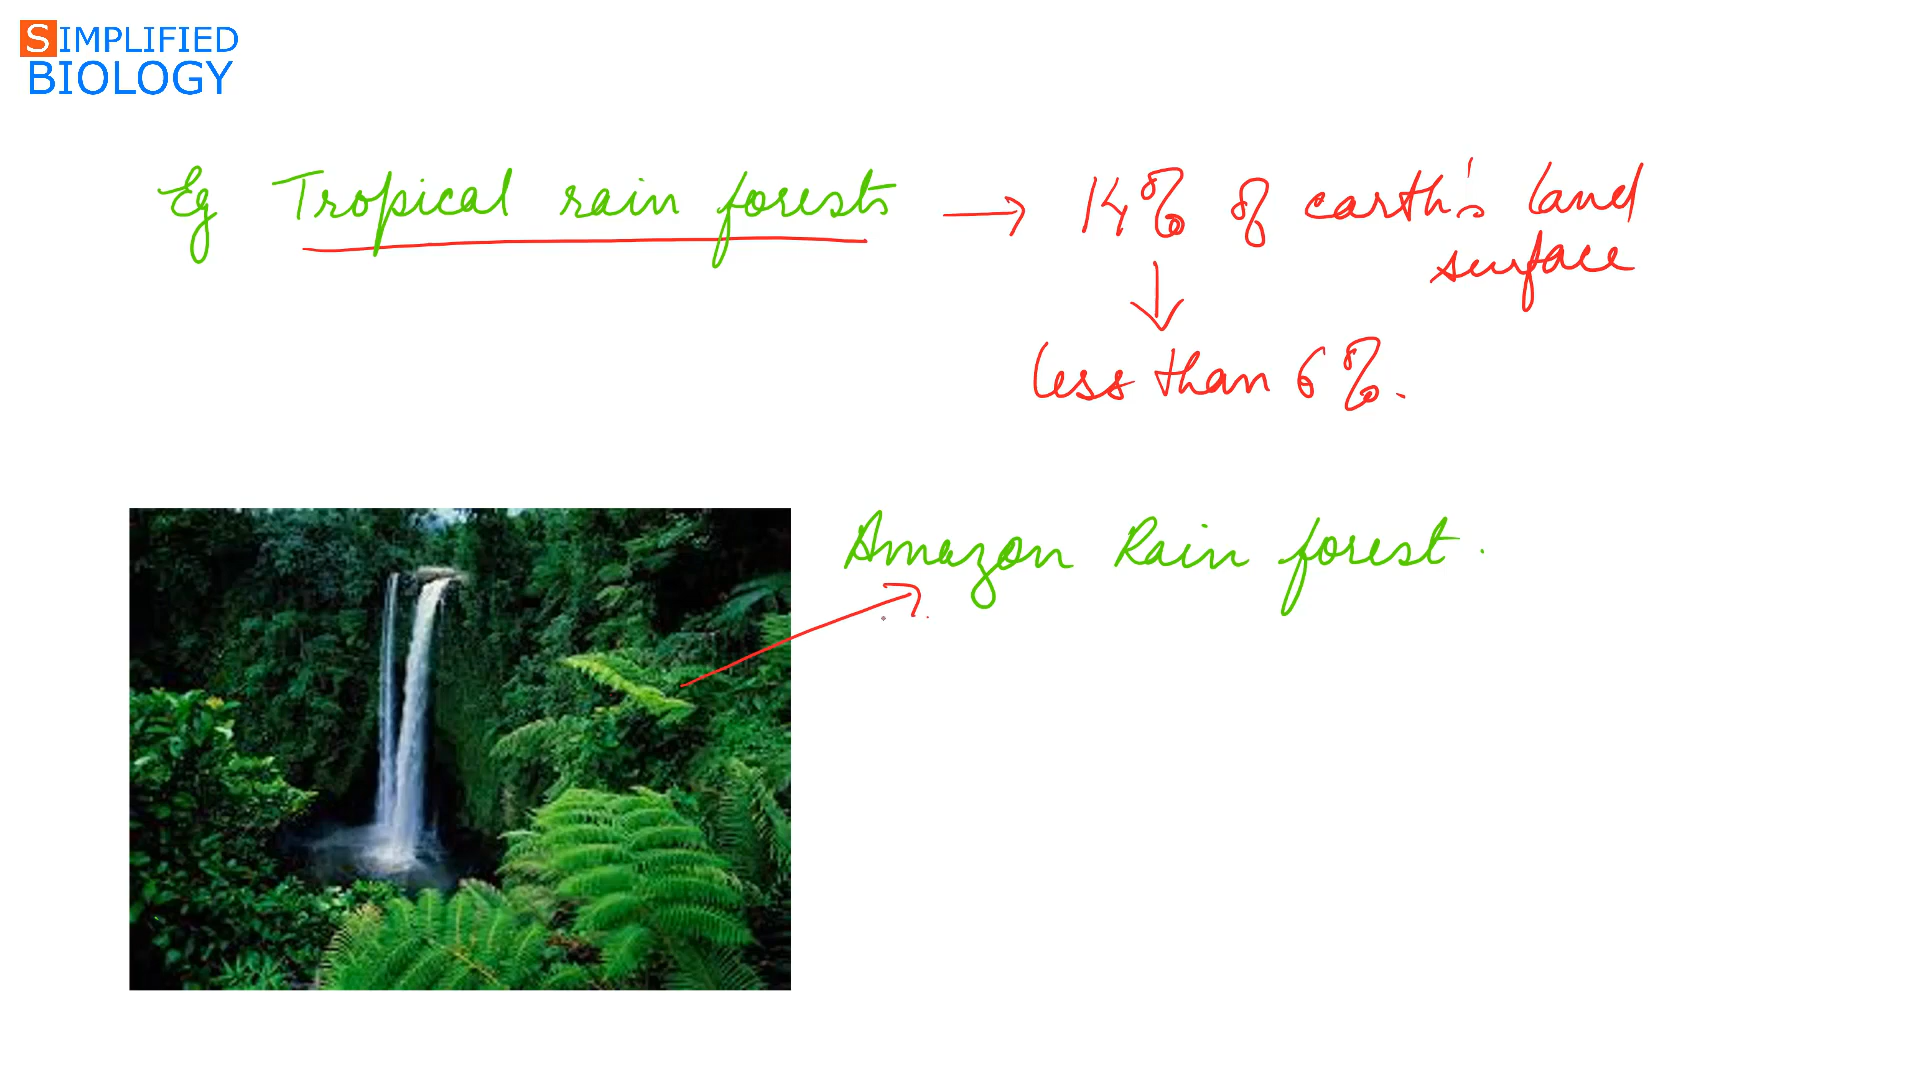 SIMPLIFIED
BIOLOGY
Eg Tropical rain forests → 14% of earth's land
surface
↓
less than 6%.
Amazon Rain forest.